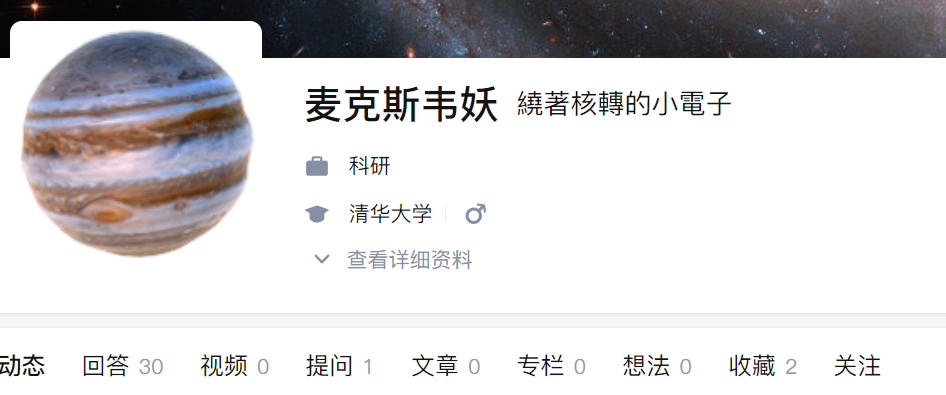 麦克斯韦妖 繞著核轉的小電子
科研
清华大学
查看详细资料
动态 回答 30 视频 0 提问 1 文章 0 专栏 0 想法 0 收藏 2 关注